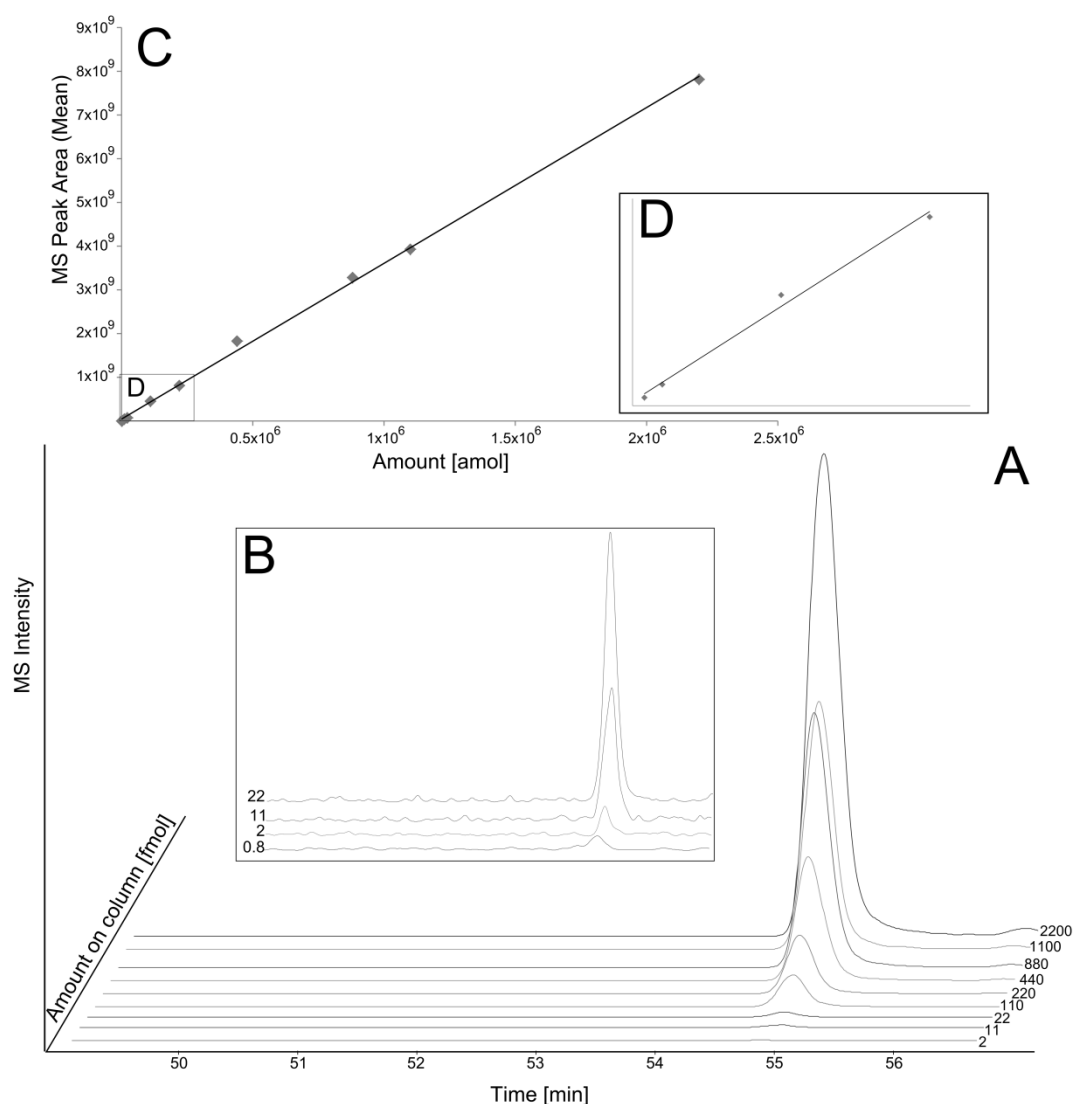 C
9x10⁹
8x10⁹
7x10⁹
6x10⁹
5x10⁹
4x10⁹
3x10⁹
2x10⁹
1x10⁹
MS Peak Area (Mean)
D
D
0.5x10⁶
1x10⁶
1.5x10⁶
2x10⁶
2.5x10⁶
Amount [amol]
A
B
22
11
2
0.8
MS Intensity
Amount on column [fmol]
2200
1100
880
440
220
110
22
11
2
50
51
52
53
54
55
56
Time [min]